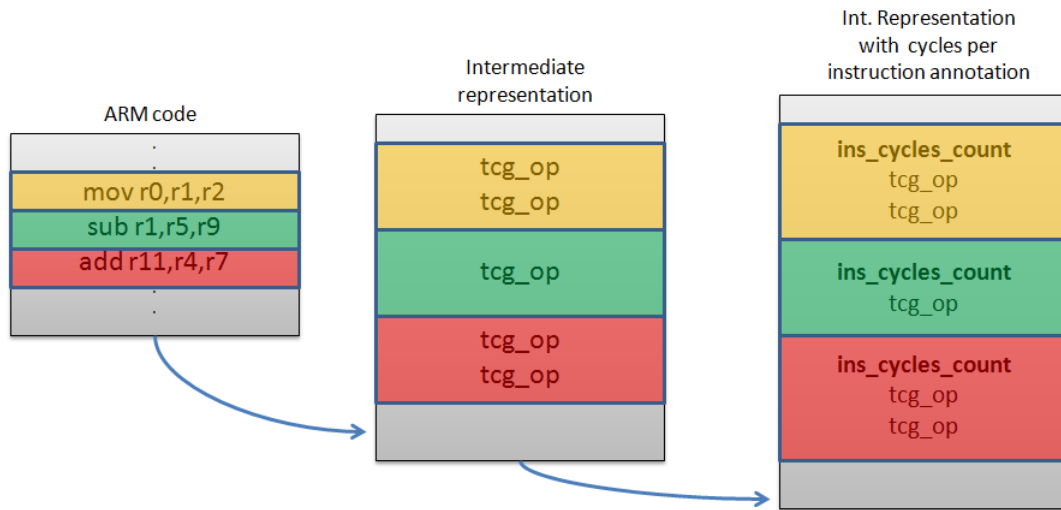 ARM code
.
.
mov r0,r1,r2
sub r1,r5,r9
add r11,r4,r7
.
.
Intermediate
representation
tcg_op
tcg_op
tcg_op
tcg_op
tcg_op
Int. Representation
with cycles per
instruction annotation
ins_cycles_count
tcg_op
tcg_op
ins_cycles_count
tcg_op
ins_cycles_count
tcg_op
tcg_op